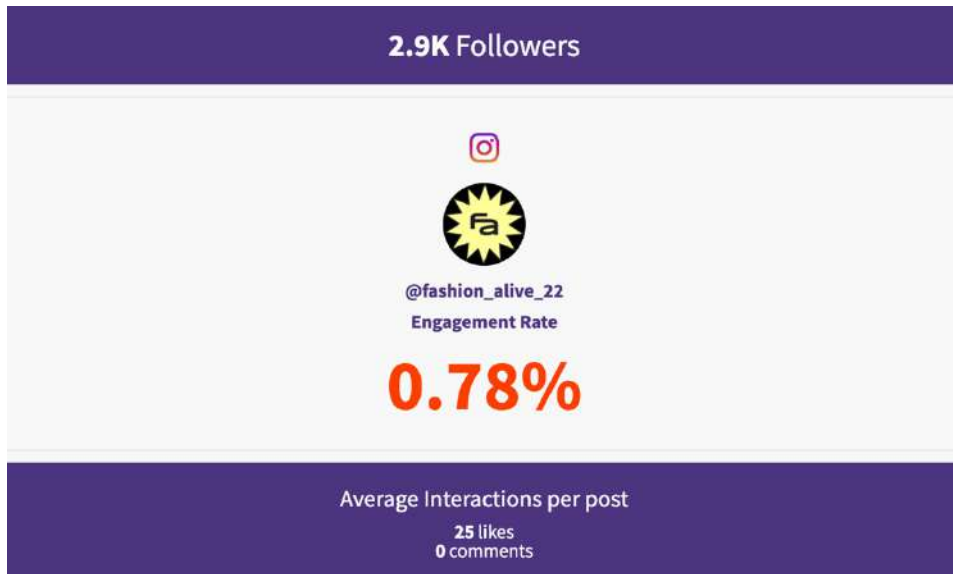 2.9K Followers
Fa
@fashion_alive_22
Engagement Rate
0.78%
Average Interactions per post
25 likes
0 comments